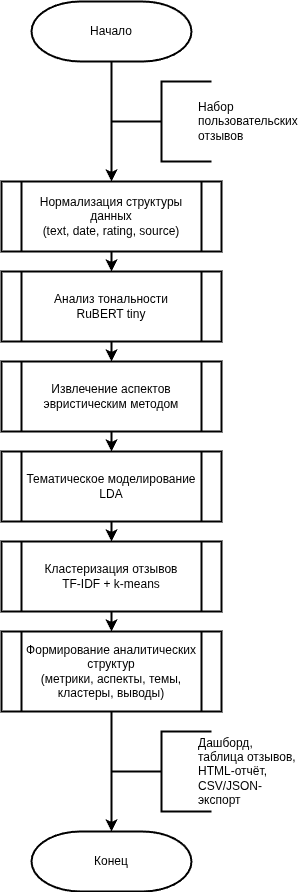 Начало
Набор
пользовательских
отзывов
Нормализация структуры
данных
(text, date, rating, source)
Анализ тональности
RuBERT tiny
Извлечение аспектов
эвристическим методом
Тематическое моделирование
LDA
Кластеризация отзывов
TF-IDF + k-means
Формирование аналитических
структур
(метрики, аспекты, темы,
кластеры, выводы)
Дашборд,
таблица отзывов,
HTML-отчёт,
CSV/JSON-
экспорт
Конец